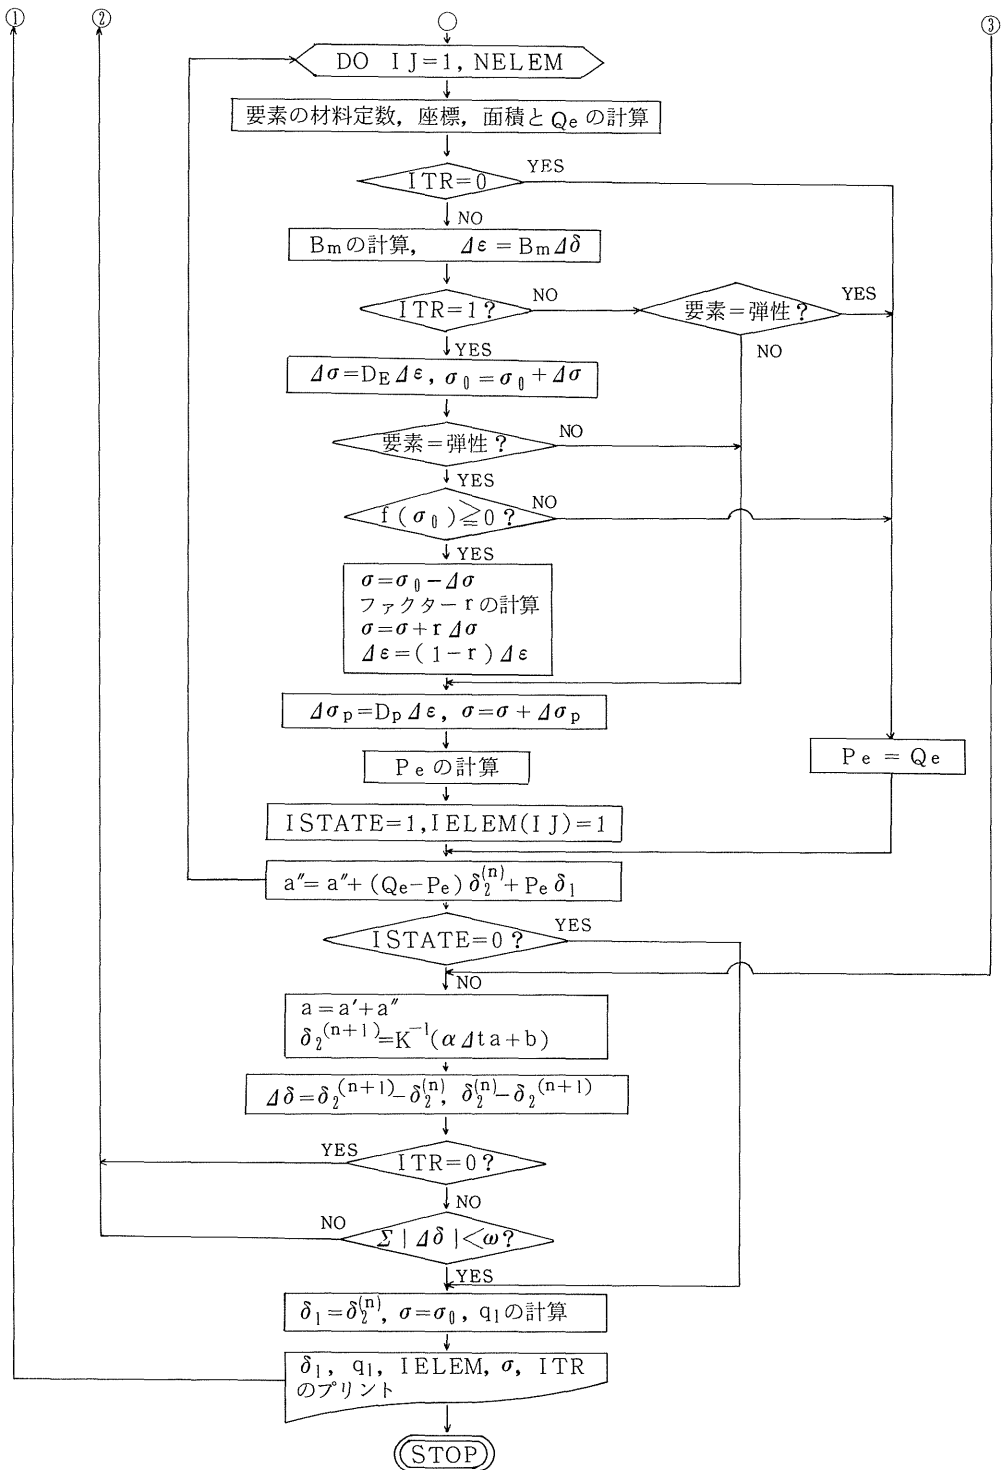 ① ② ③
DO IJ=1, NELEM
要素の材料定数, 座標, 面積とQeの計算
ITR=0
YES
NO
Bmの計算, Δε=BmΔδ
ITR=1?
NO
要素=弾性?
YES
YES
NO
Δσ=DEΔε, σ0=σ0+Δσ
要素=弾性?
NO
YES
f(σ0)≧0?
NO
YES
σ=σ0−Δσ
ファクターrの計算
σ=σ+rΔσ
Δε=(1−r)Δε
Δσp=DpΔε, σ=σ+Δσp
Peの計算
Pe=Qe
ISTATE=1,IELEM(IJ)=1
a″=a″+(Qe−Pe)δ2(n)+Peδ1
ISTATE=0?
YES
NO
a=a′+a″
δ2(n+1)=K−1(αΔta+b)
Δδ=δ2(n+1)−δ2(n), δ2(n)−δ2(n+1)
YES
ITR=0?
NO
NO
Σ|Δδ|<ω?
YES
δ1=δ2(n), σ=σ0, q1の計算
δ1, q1, IELEM, σ, ITR
のプリント
STOP